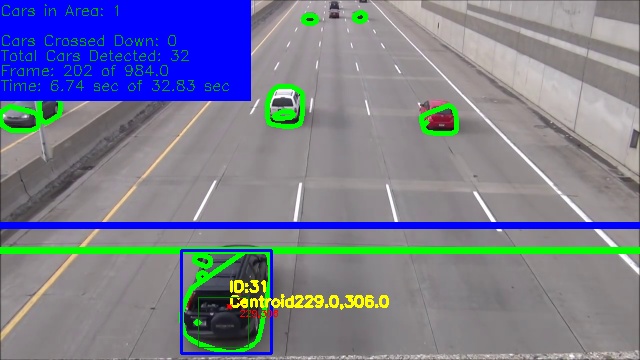 Cars in Area: 1
Cars Crossed Down: 0
Total Cars Detected: 32
Frame: 202 of 984.0
Time: 6.74 sec of 32.83 sec
ID:31
Centroid229.0,306.0